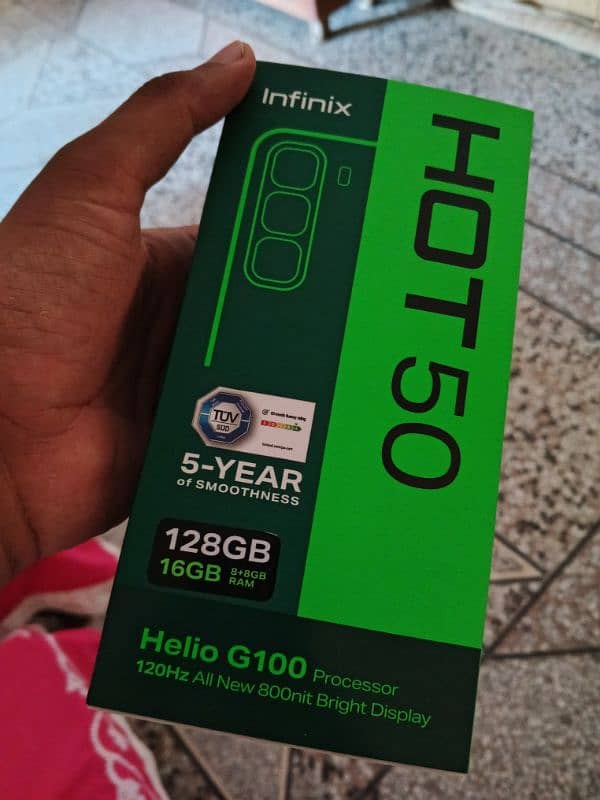 Infinix
HOT 50
TÜV
SÜD
5-YEAR
of SMOOTHNESS
128GB
16GB 8+8GB
RAM
Helio G100 Processor
120Hz All New 800nit Bright Display